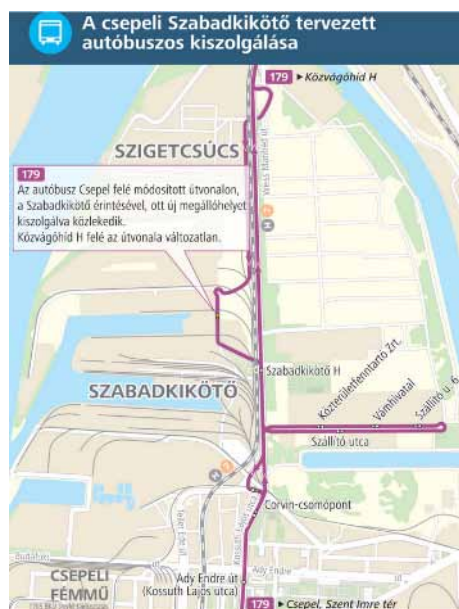 A csepeli Szabadkikötő tervezett
autóbuszos kiszolgálása
179 ▸ Közvágóhíd H
SZIGETCSÚCS
Weiss Manfréd út
179
Az autóbusz Csepel felé módosított útvonalon,
a Szabadkikötő érintésével, ott új megállóhelyet
kiszolgálva közlekedik.
Közvágóhíd H felé az útvonala változatlan.
H
Szabadkikötő H
SZABADKIKÖTŐ
Közterületfenntartó Zrt.
Vámhivatal
Szállító u. 6
Szállító utca
H
Corvin-csomópont
Kossuth Lajos utca
Ady Endre
Ady Endre út
(Kossuth Lajos utca)
CSEPELI
FÉMMŰ
179 ▸ Csepel, Szent Imre tér